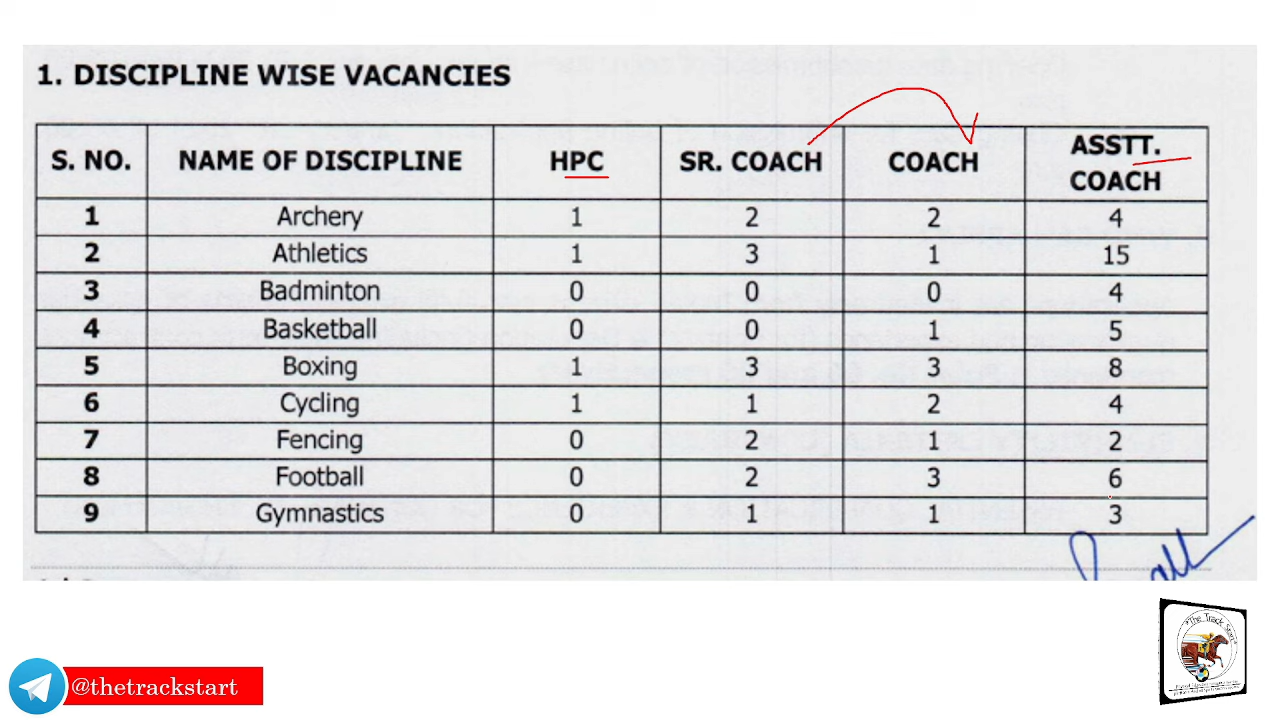 1. DISCIPLINE WISE VACANCIES
S. NO. NAME OF DISCIPLINE HPC SR. COACH COACH ASSTT. COACH
1 Archery 1 2 2 4
2 Athletics 1 3 1 15
3 Badminton 0 0 0 4
4 Basketball 0 0 1 5
5 Boxing 1 3 3 8
6 Cycling 1 1 2 4
7 Fencing 0 2 1 2
8 Football 0 2 3 6
9 Gymnastics 0 1 1 3
"The Track Start"
@thetrackstart